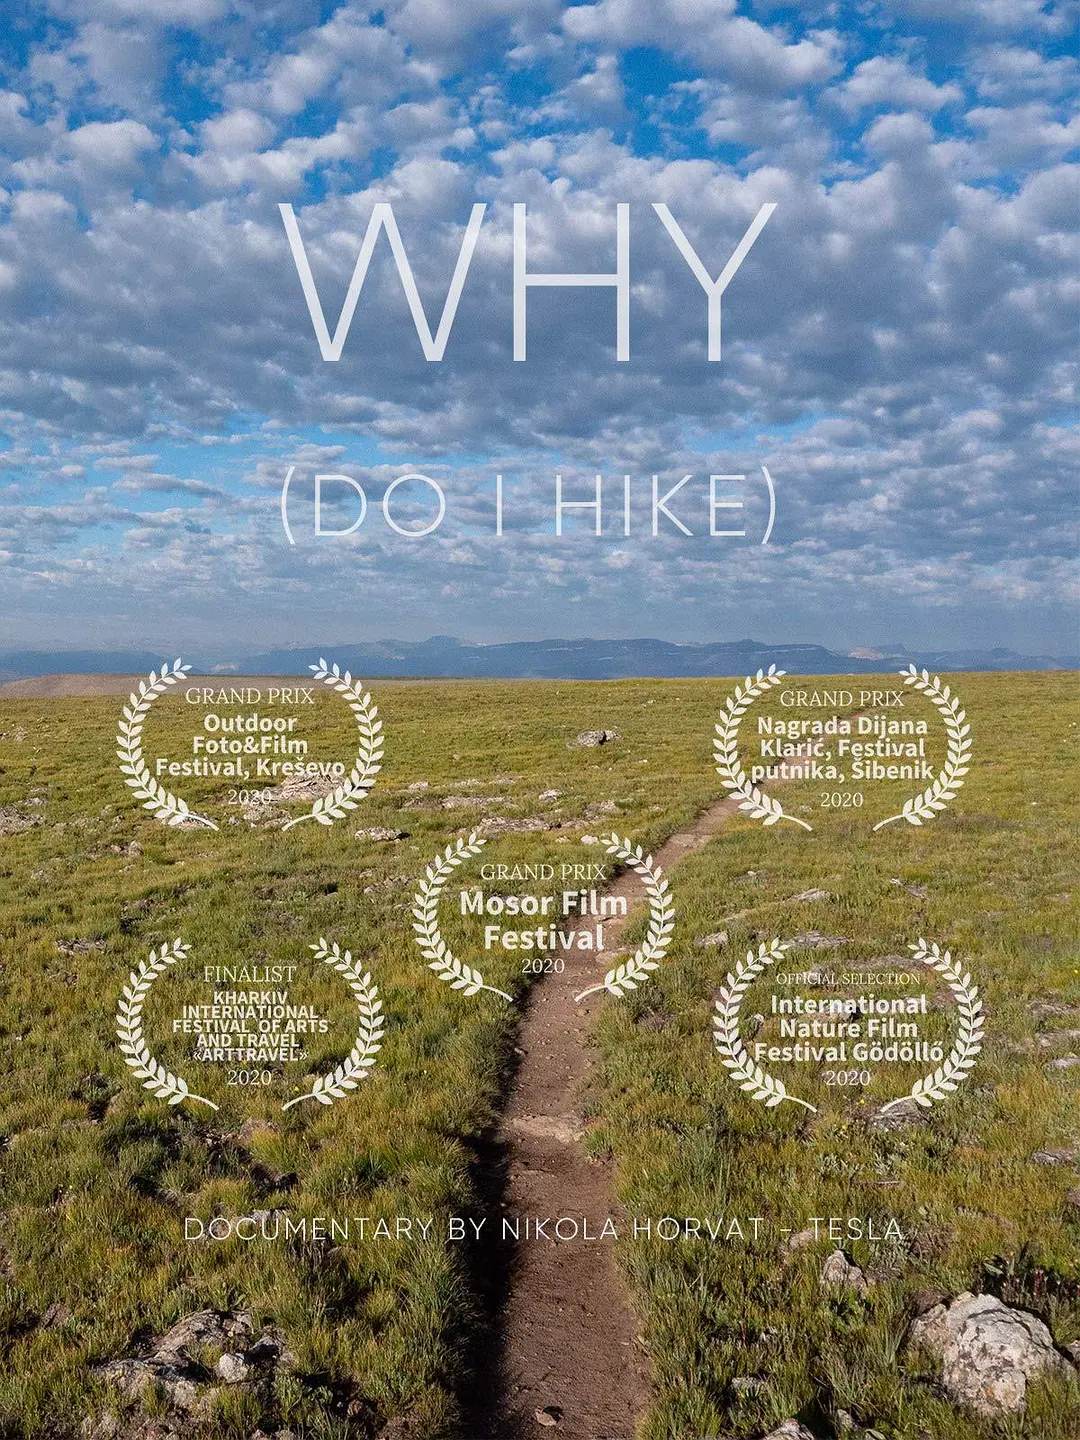 WHY
(DO I HIKE)
GRAND PRIX
Outdoor
Foto&Film
Festival, Kreševo
2020
GRAND PRIX
Nagrada Dijana
Klarić, Festival
putnika, Šibenik
2020
GRAND PRIX
Mosor Film
Festival
2020
FINALIST
KHARKIV
INTERNATIONAL
FESTIVAL OF ARTS
AND TRAVEL
«ARTTRAVEL»
2020
OFFICIAL SELECTION
International
Nature Film
Festival Gödöllő
2020
DOCUMENTARY BY NIKOLA HORVAT - TESLA